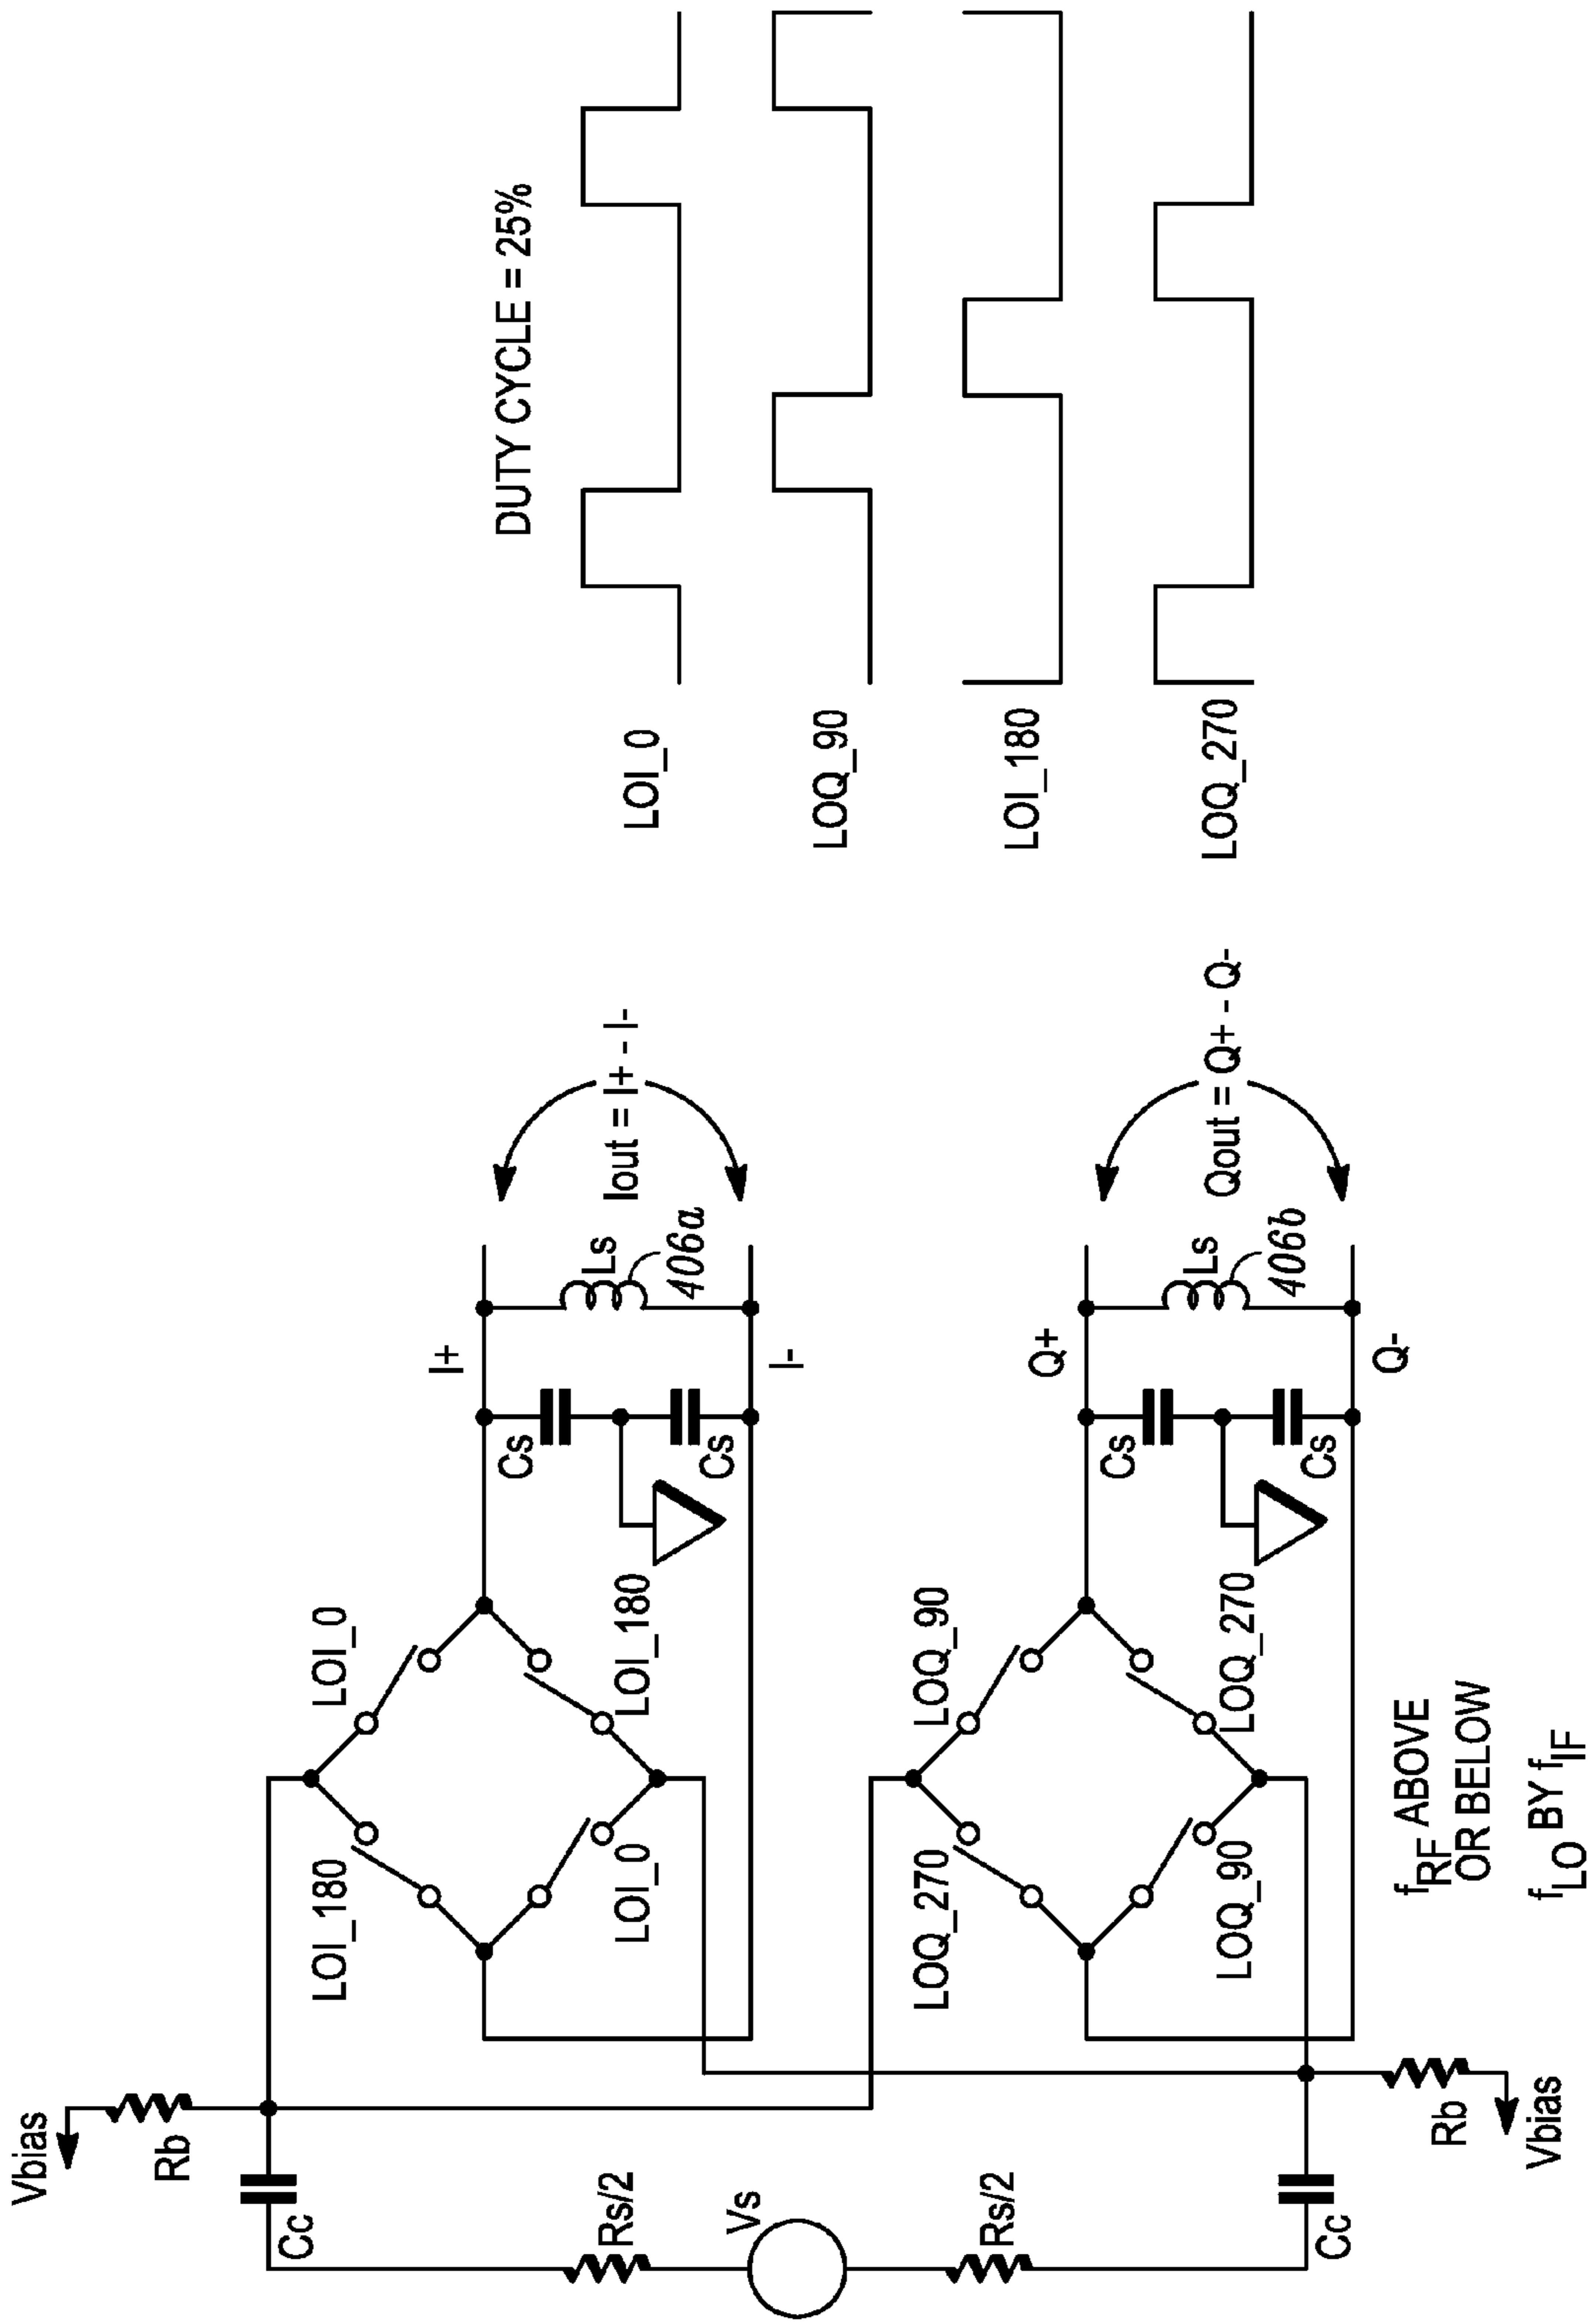 Vbias
Rb
Cc
Rs/2
Vs
Rs/2
Cc
Rb
Vbias
LOI_180
LOI_0
LOI_0
LOI_180
I+
Cs
Cs
I-
Ls
406a
Iout = I+ - I-
LOQ_270
LOQ_90
LOQ_90
LOQ_270
Q+
Cs
Cs
Q-
Ls
406b
Qout = Q+ - Q-
fRF ABOVE
OR BELOW
fLO BY fIF
DUTY CYCLE = 25%
LOI_0
LOQ_90
LOI_180
LOQ_270